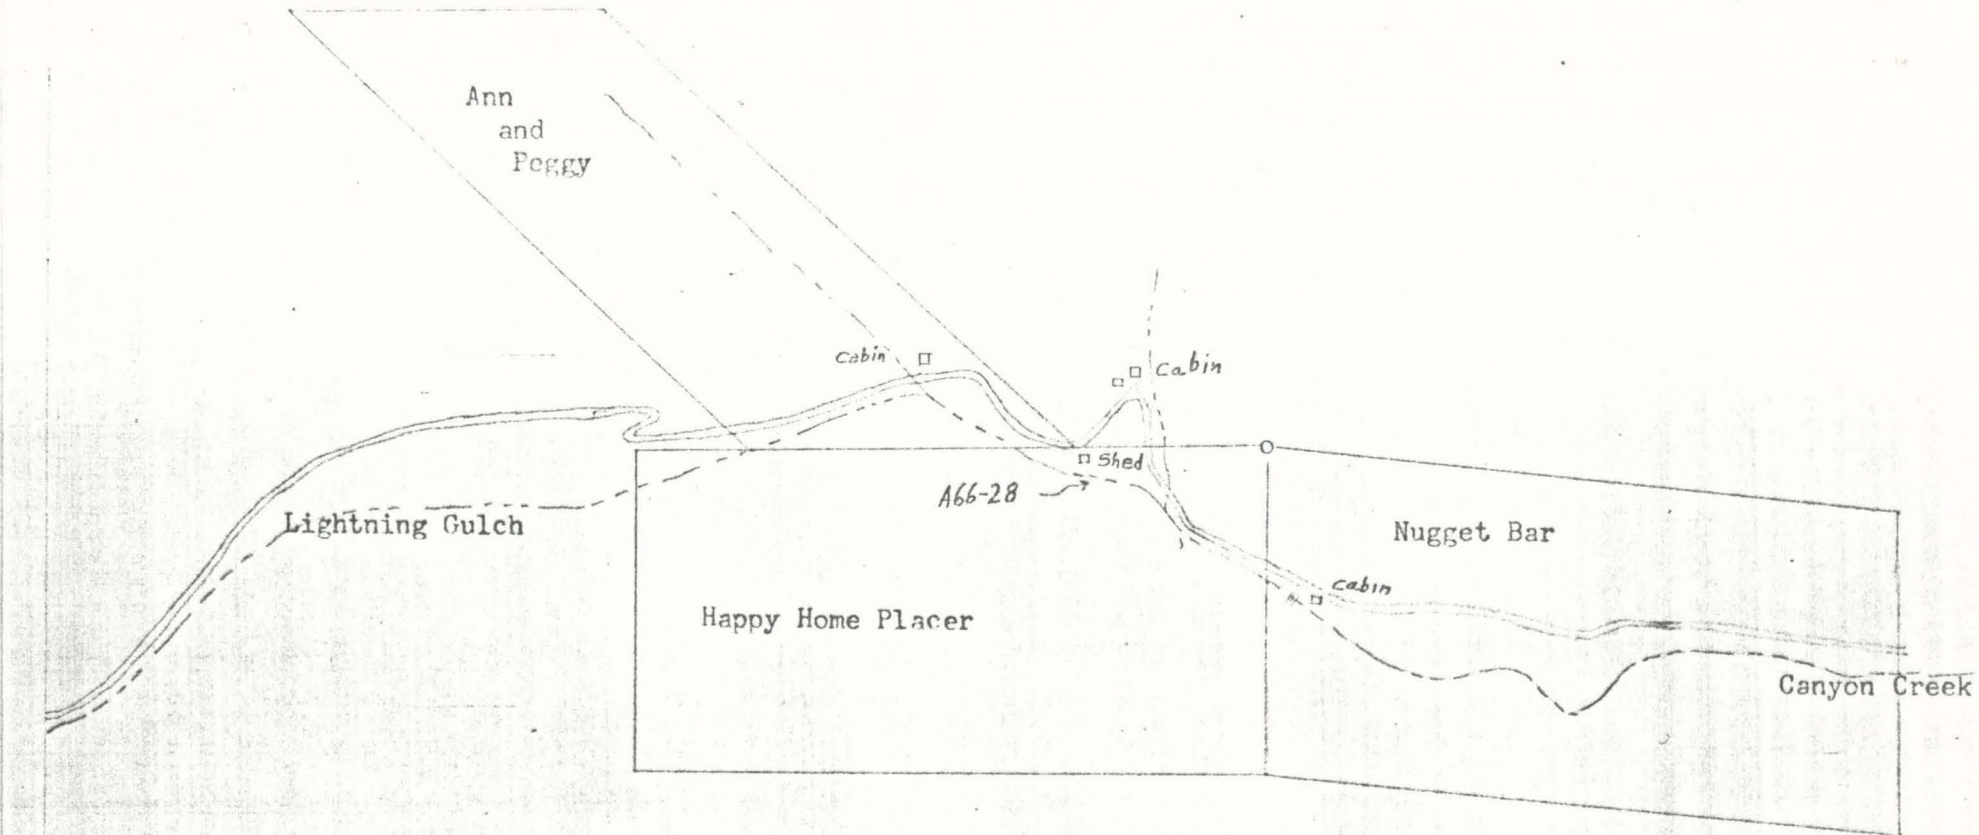 Ann
and
Peggy
Cabin
Cabin
Shed
A66-28
Lightning Gulch
Nugget Bar
cabin
Happy Home Placer
Canyon Creek